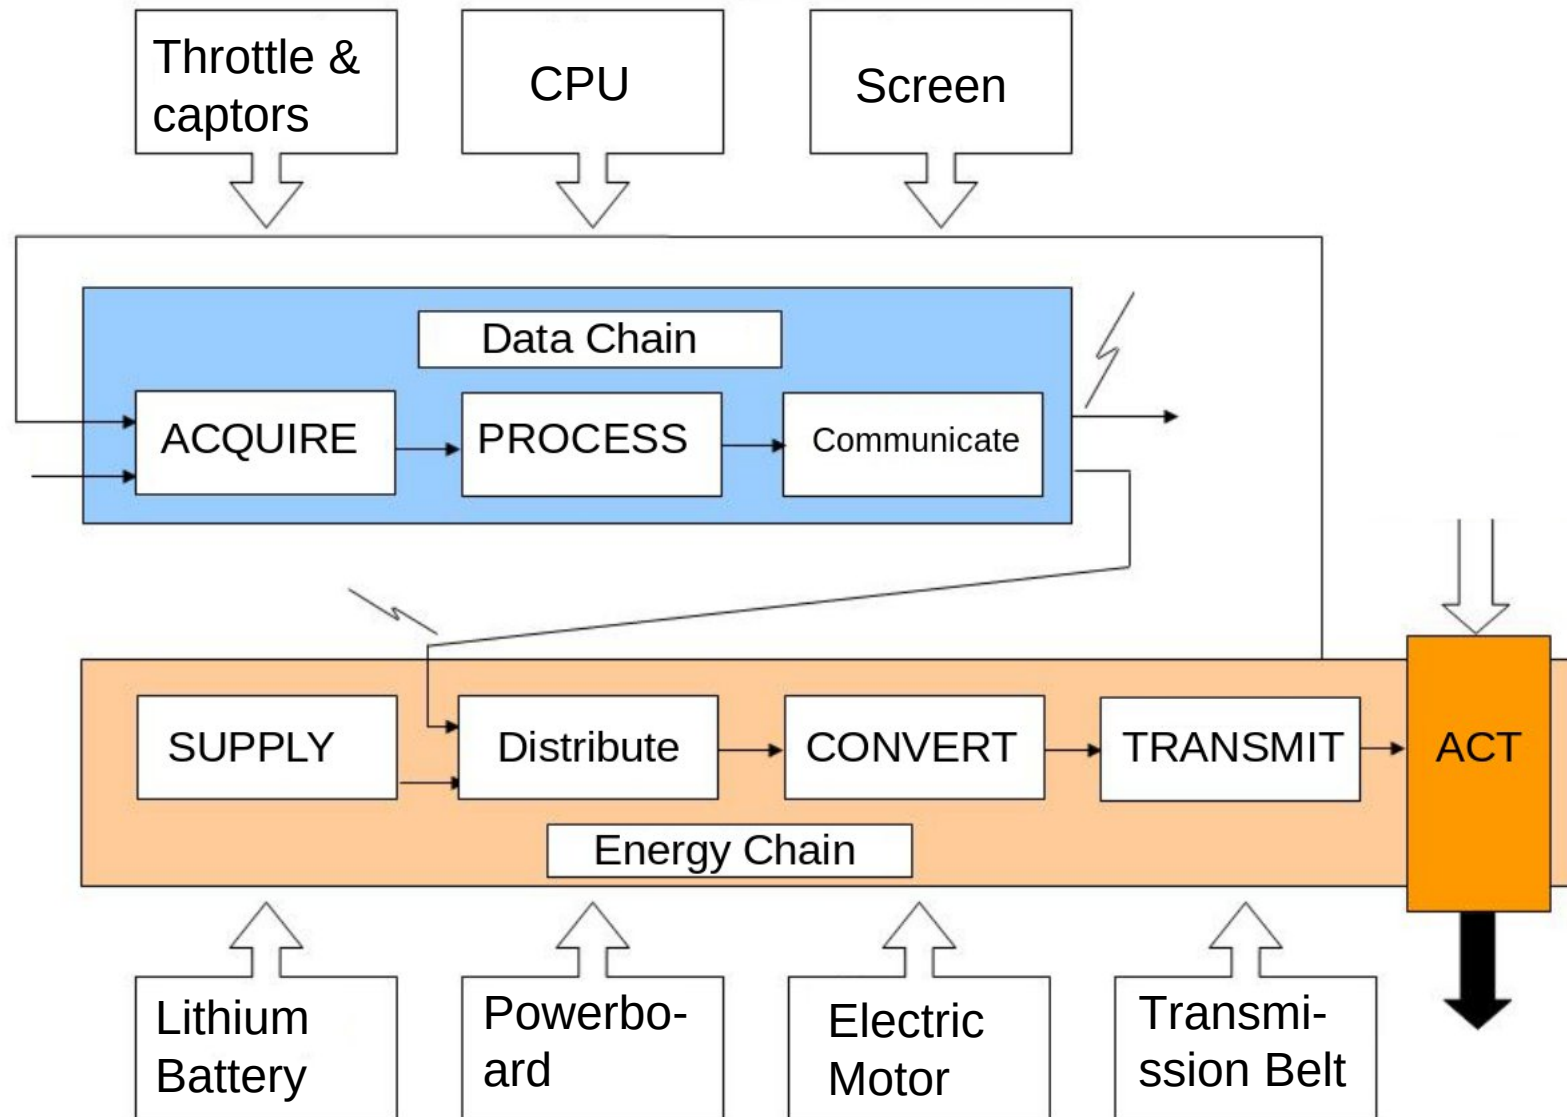 Throttle &
captors
CPU
Screen
Data Chain
ACQUIRE
PROCESS
Communicate
SUPPLY
Distribute
CONVERT
TRANSMIT
ACT
Energy Chain
Lithium
Battery
Powerbo-
ard
Electric
Motor
Transmi-
ssion Belt